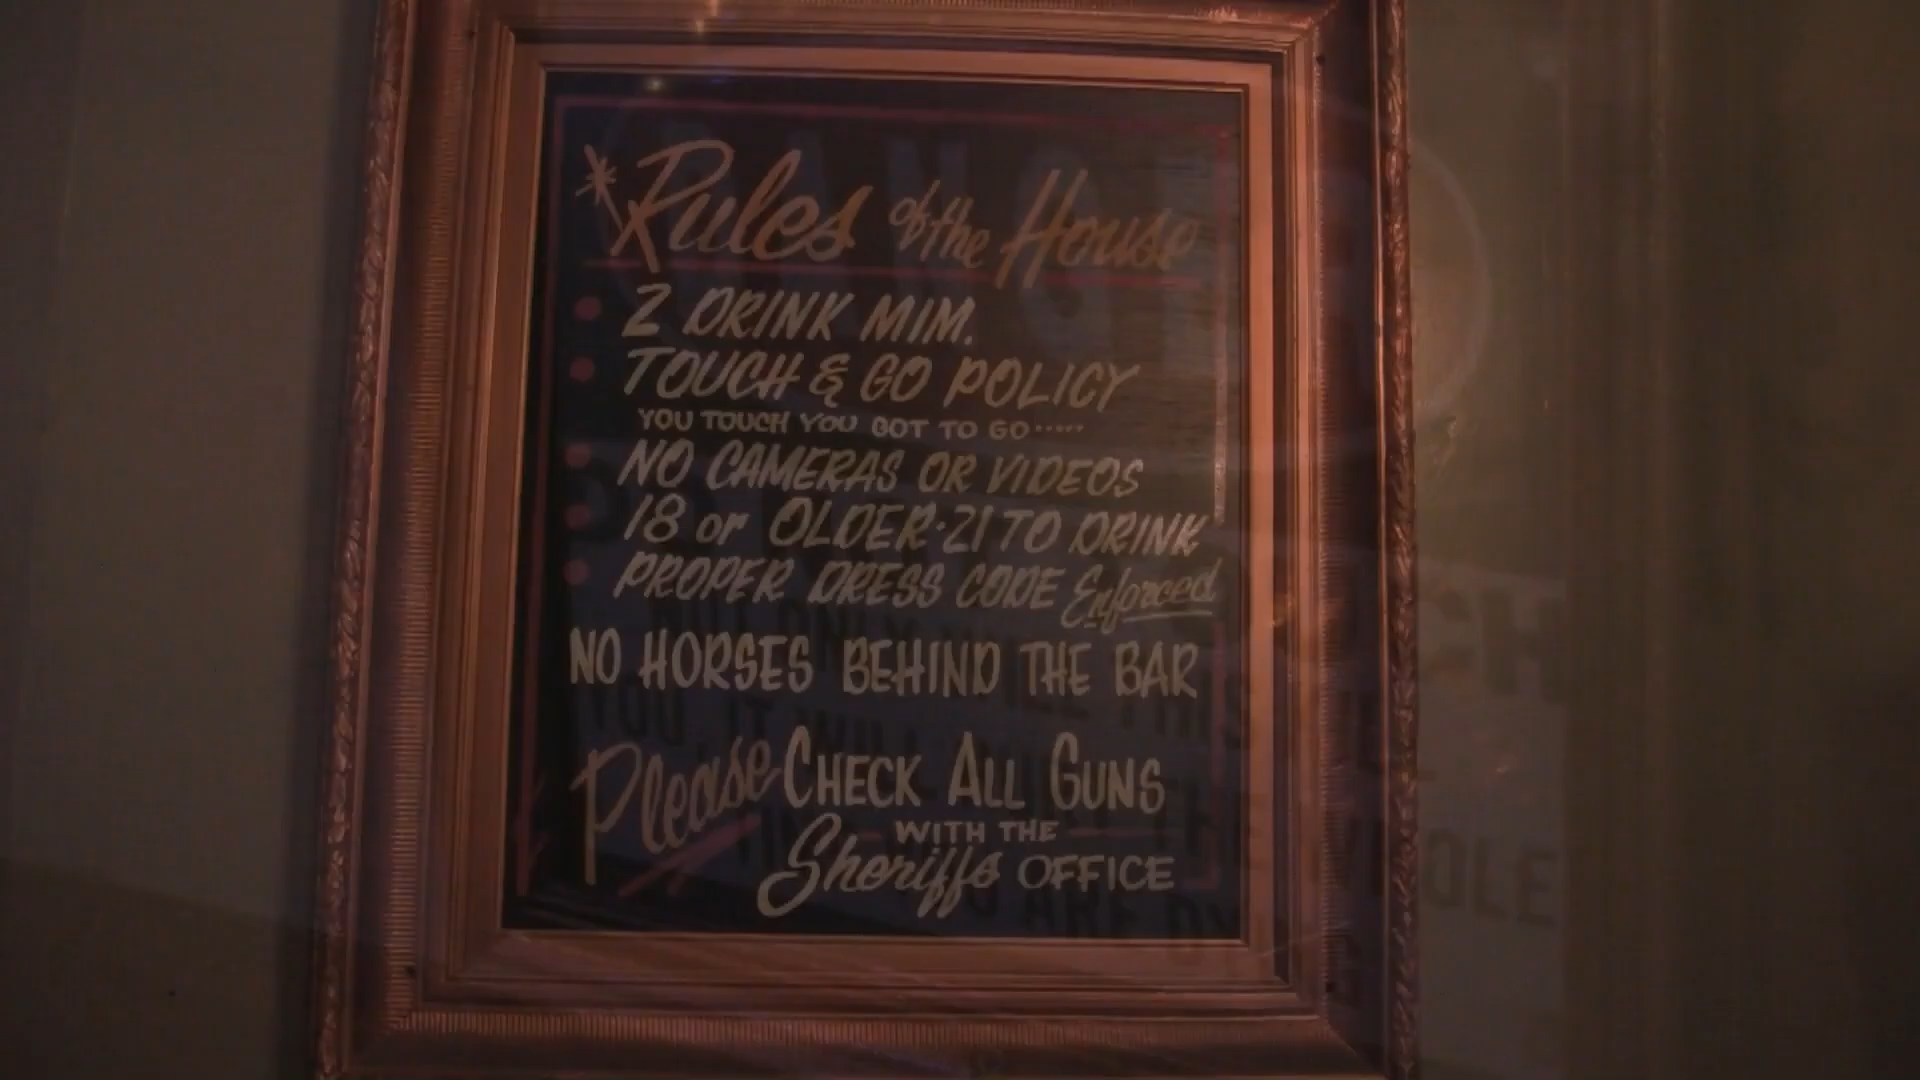 Rules of the House
2 DRINK MIM.
TOUCH & GO POLICY
YOU TOUCH YOU GOT TO GO.....
NO CAMERAS OR VIDEOS
18 or OLDER·21 TO DRINK
PROPER DRESS CODE Enforced
NO HORSES BEHIND THE BAR
Please CHECK ALL GUNS
WITH THE
Sheriffs OFFICE